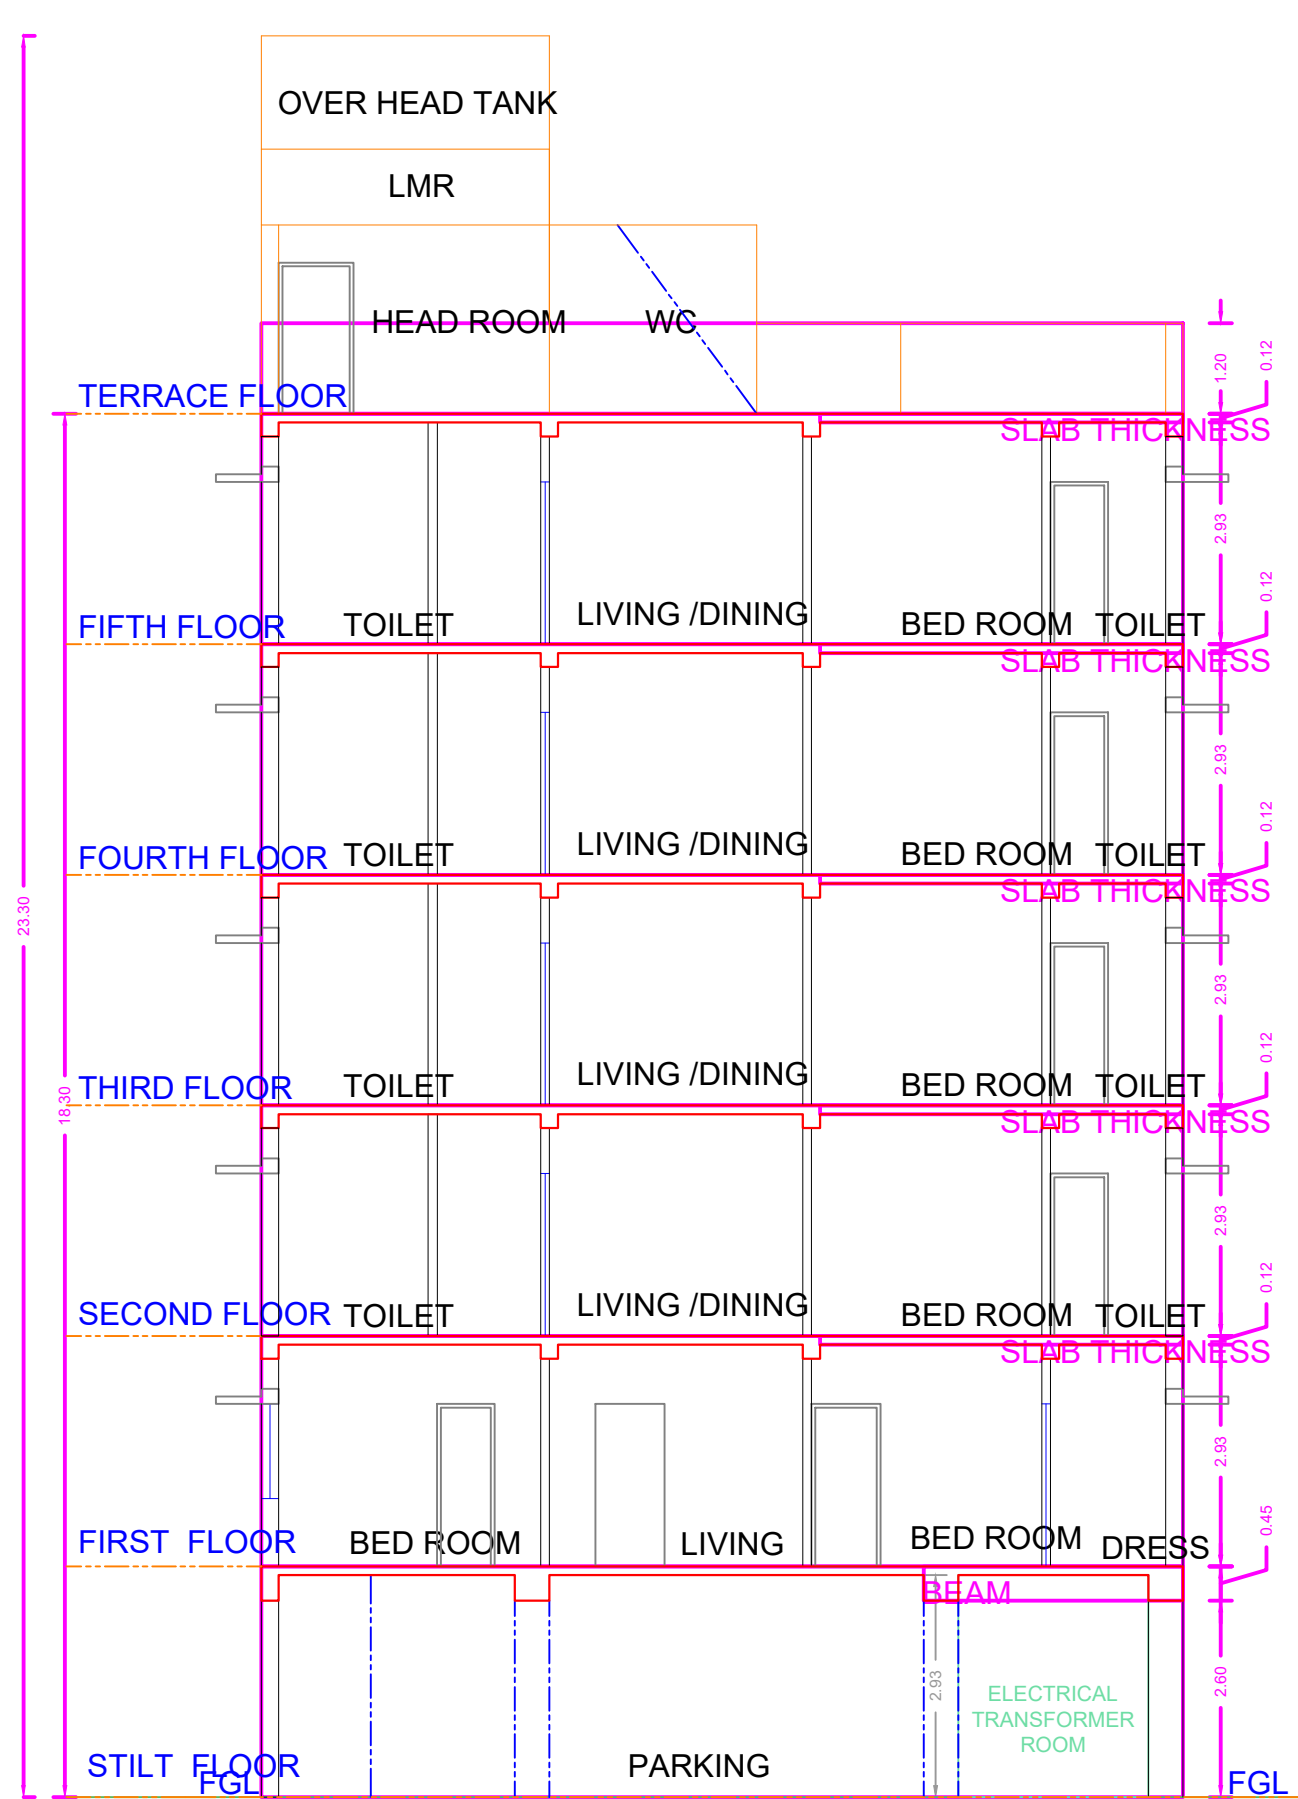 OVER HEAD TANK
LMR
HEAD ROOM
WC
1.20
0.12
TERRACE FLOOR
SLAB THICKNESS
2.93
0.12
FIFTH FLOOR
TOILET
LIVING /DINING
BED ROOM
TOILET
SLAB THICKNESS
2.93
0.12
FOURTH FLOOR
TOILET
LIVING /DINING
BED ROOM
TOILET
SLAB THICKNESS
23.30
2.93
0.12
THIRD FLOOR
TOILET
LIVING /DINING
BED ROOM
TOILET
18.30
SLAB THICKNESS
2.93
0.12
SECOND FLOOR
TOILET
LIVING /DINING
BED ROOM
TOILET
SLAB THICKNESS
2.93
0.45
FIRST FLOOR
BED ROOM
LIVING
BED ROOM
DRESS
BEAM
2.93
2.60
ELECTRICAL
TRANSFORMER
ROOM
STILT FLOOR
PARKING
FGL
FGL